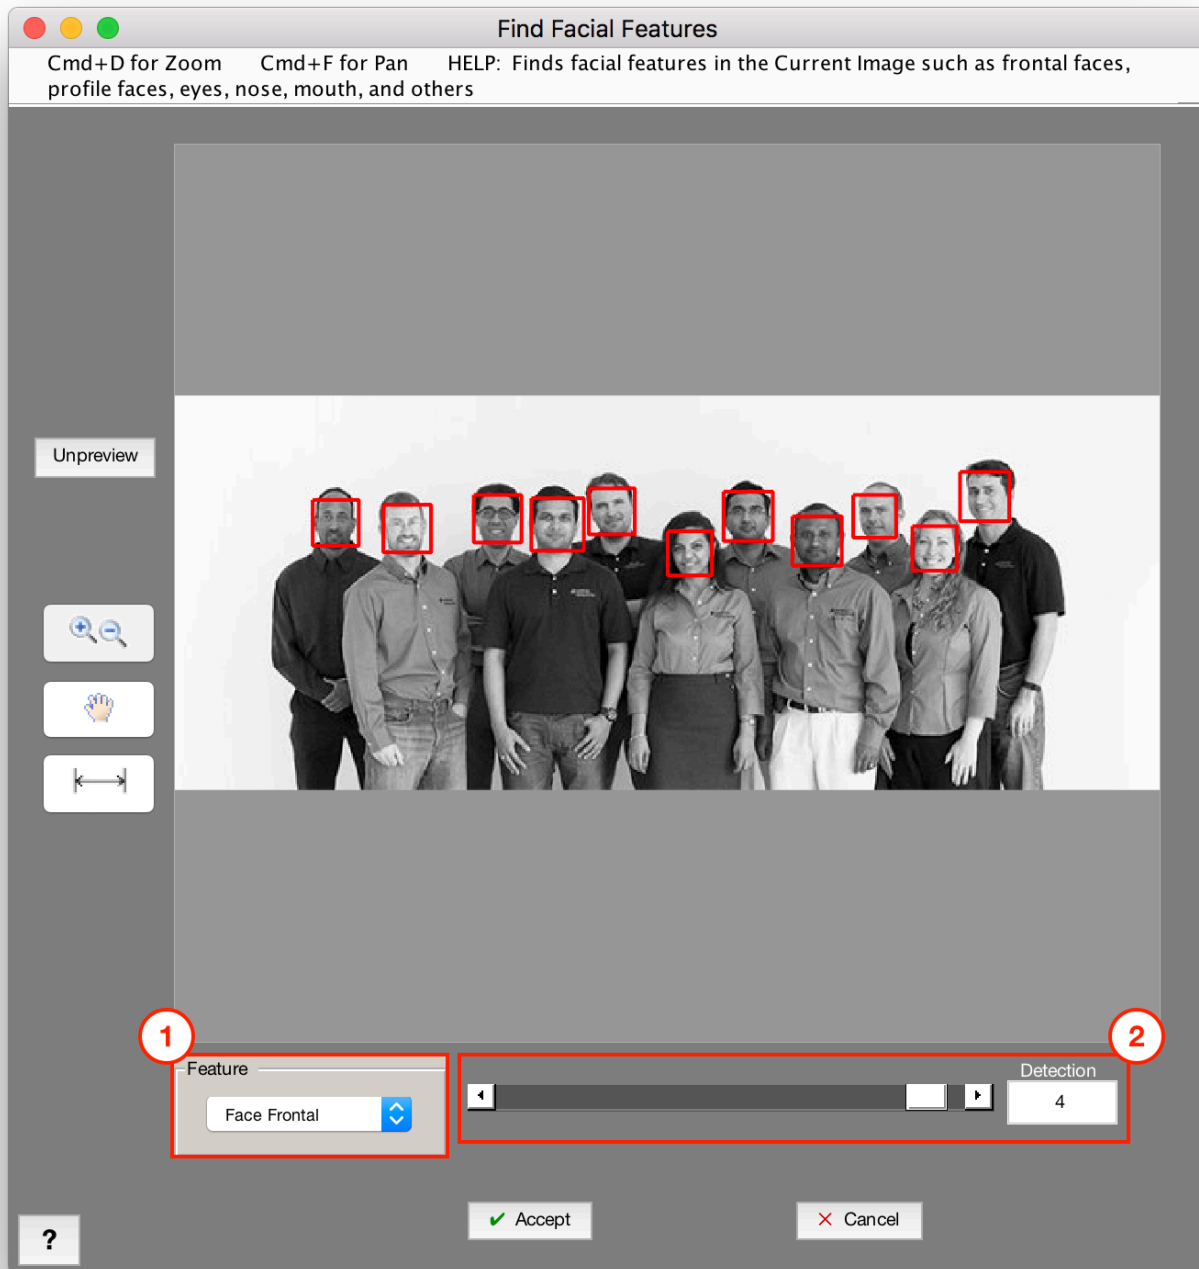 Find Facial Features
Cmd+D for Zoom Cmd+F for Pan HELP: Finds facial features in the Current Image such as frontal faces,
profile faces, eyes, nose, mouth, and others
Unpreview
1
2
Feature
Detection
Face Frontal
4
Accept
Cancel
?